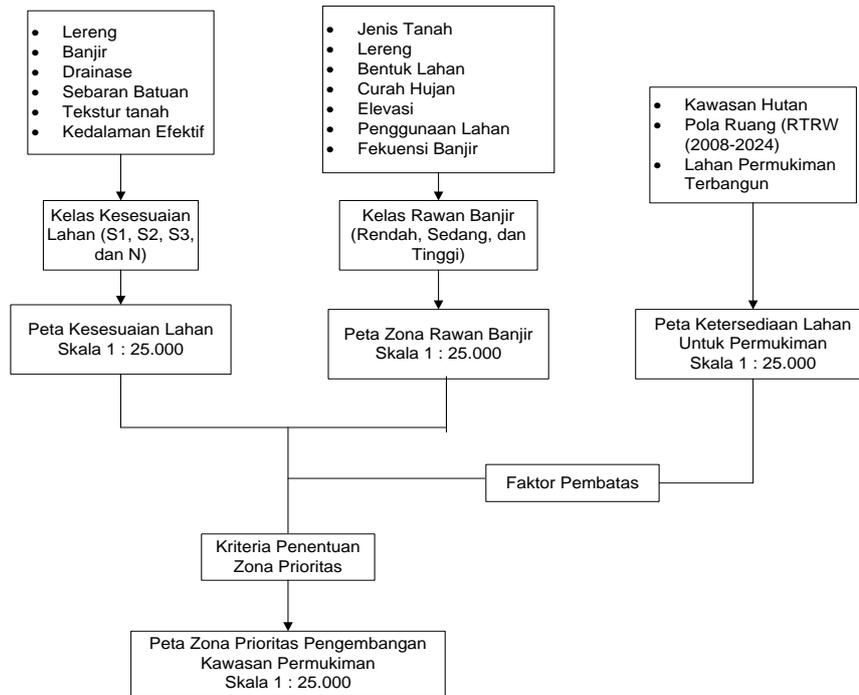 • Lereng
• Banjir
• Drainase
• Sebaran Batuan
• Tekstur tanah
• Kedalaman Efektif
• Jenis Tanah
• Lereng
• Bentuk Lahan
• Curah Hujan
• Elevasi
• Penggunaan Lahan
• Fekuensi Banjir
• Kawasan Hutan
• Pola Ruang (RTRW
(2008-2024)
• Lahan Permukiman
Terbangun
Kelas Kesesuaian
Lahan (S1, S2, S3,
dan N)
Kelas Rawan Banjir
(Rendah, Sedang, dan
Tinggi)
Peta Kesesuaian Lahan
Skala 1 : 25.000
Peta Zona Rawan Banjir
Skala 1 : 25.000
Peta Ketersediaan Lahan
Untuk Permukiman
Skala 1 : 25.000
Faktor Pembatas
Kriteria Penentuan
Zona Prioritas
Peta Zona Prioritas Pengembangan
Kawasan Permukiman
Skala 1 : 25.000